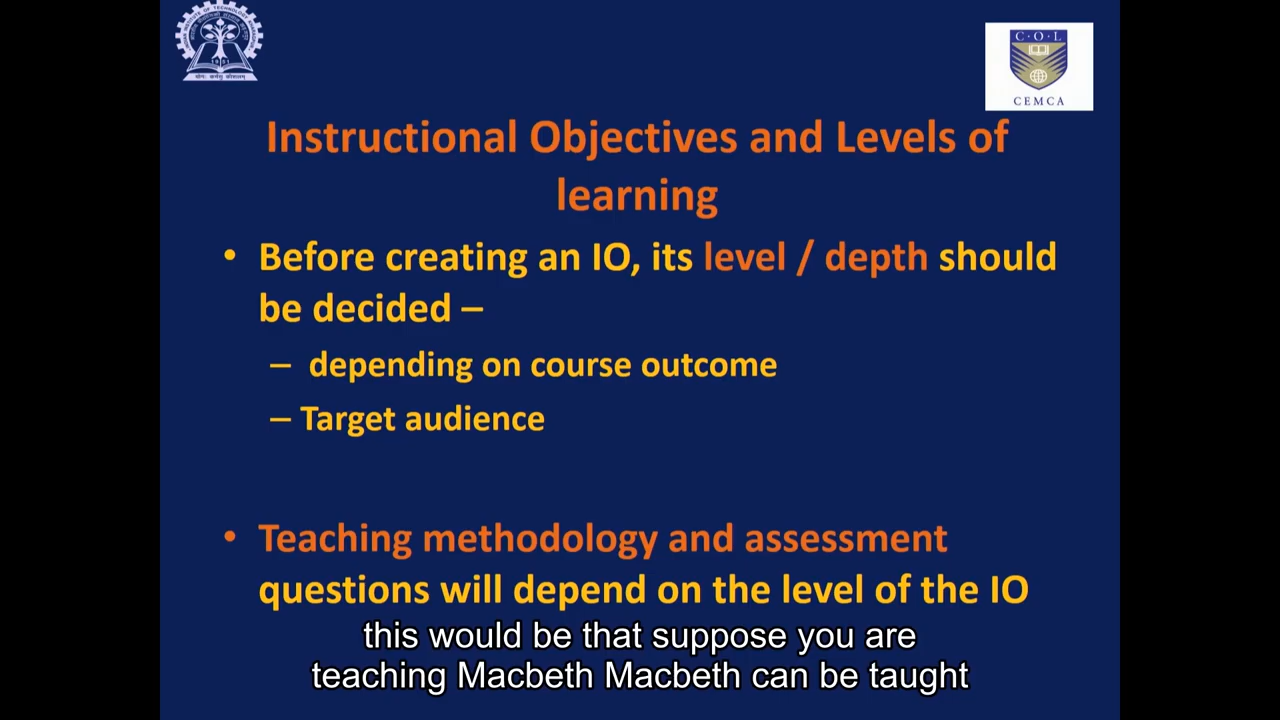 C·O·L
CEMCA
Instructional Objectives and Levels of
learning
• Before creating an IO, its level / depth should
be decided –
– depending on course outcome
– Target audience
• Teaching methodology and assessment
questions will depend on the level of the IO
this would be that suppose you are
teaching Macbeth Macbeth can be taught